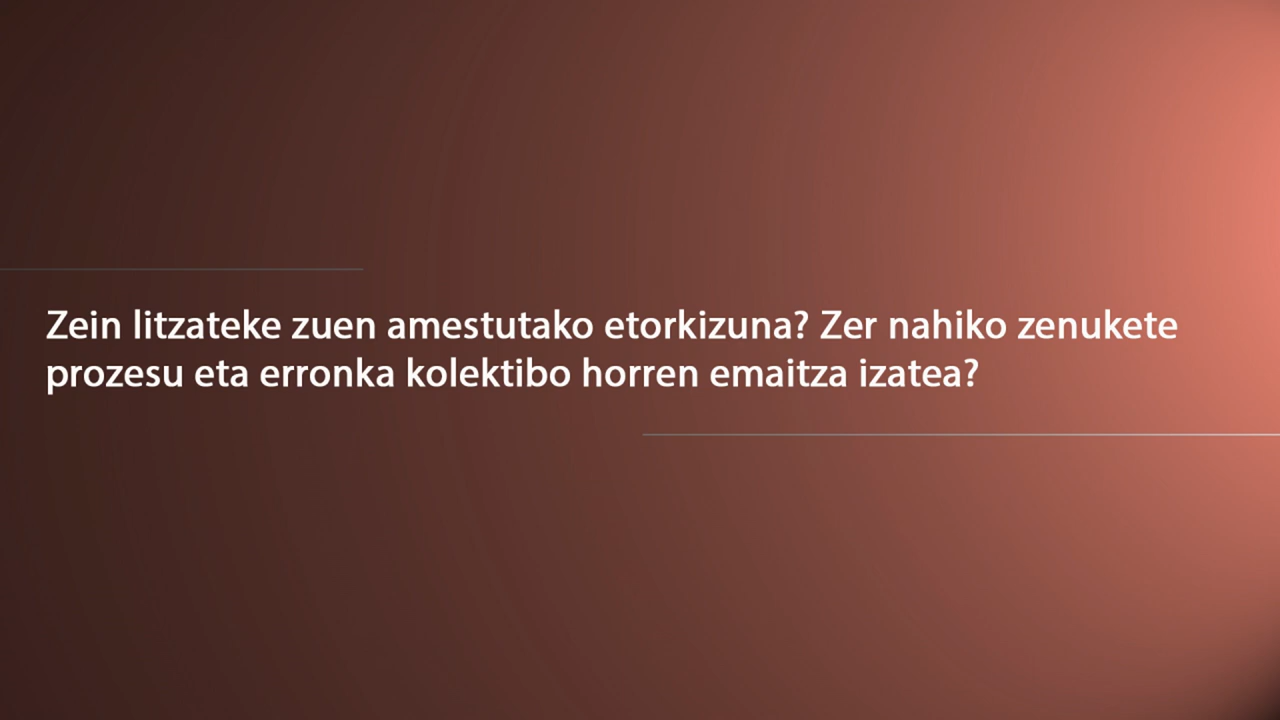 Zein litzateke zuen amestutako etorkizuna? Zer nahiko zenukete
prozesu eta erronka kolektibo horren emaitza izatea?